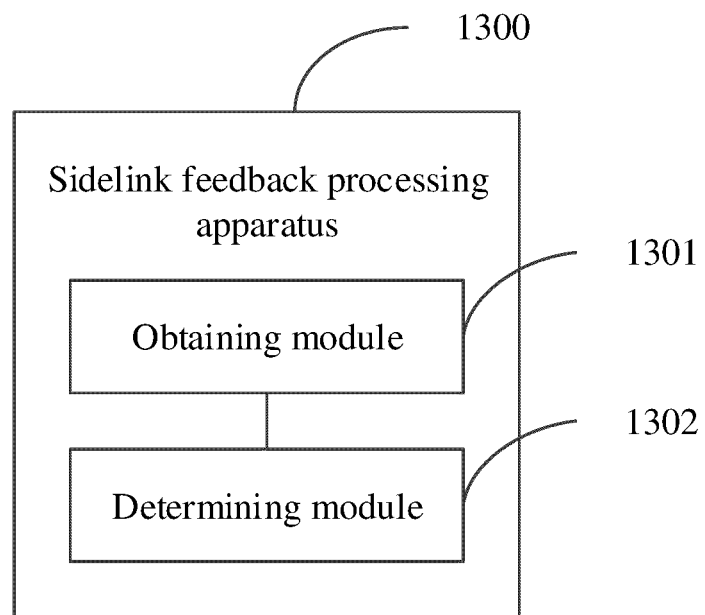 1300
Sidelink feedback processing
apparatus
1301
Obtaining module
1302
Determining module